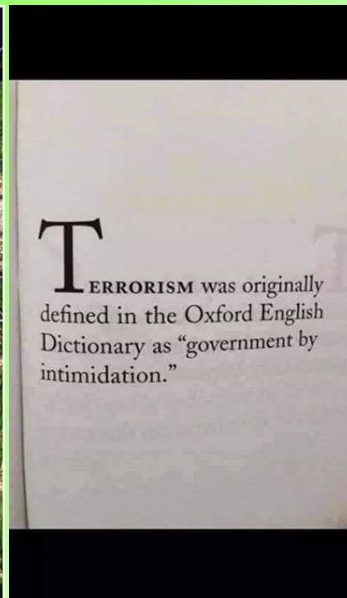 TERRORISM was originally
defined in the Oxford English
Dictionary as “government by
intimidation.”